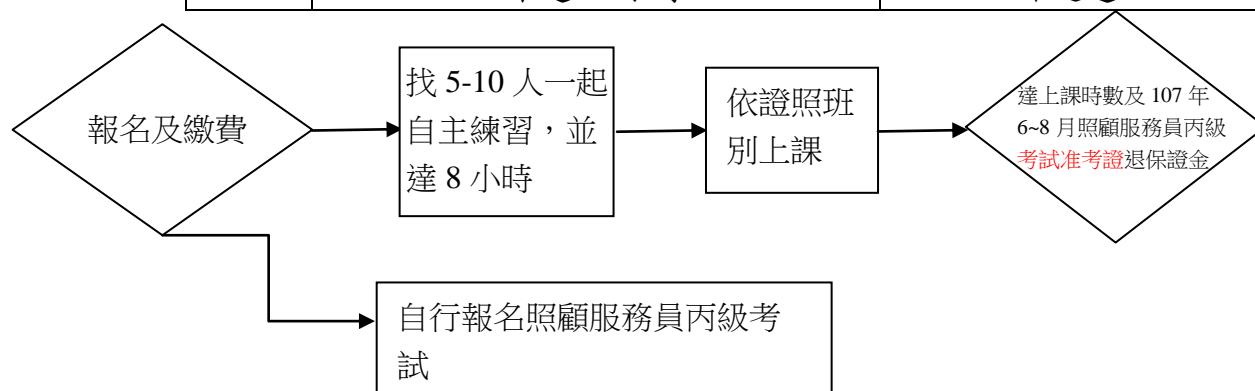 報名及繳費
找 5-10 人一起
自主練習，並
達 8 小時
依證照班
別上課
達上課時數及 107 年
6~8 月照顧服務員丙級
考試准考證退保證金
自行報名照顧服務員丙級考
試